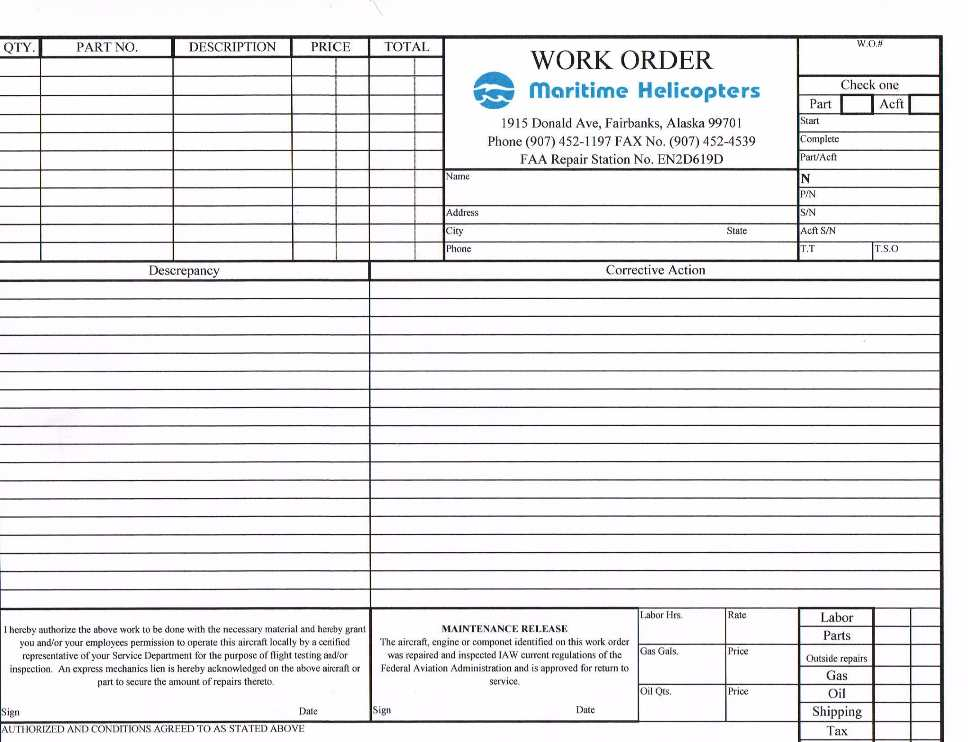 QTY. PART NO. DESCRIPTION PRICE TOTAL
WORK ORDER
Maritime Helicopters
1915 Donald Ave, Fairbanks, Alaska 99701
Phone (907) 452-1197 FAX No. (907) 452-4539
FAA Repair Station No. EN2D619D
W.O.#
Check one
Part Acft
Start
Complete
Part/Acft
Name
N
P/N
Address
S/N
City State
Acft S/N
Phone
T.T T.S.O
Descrepancy Corrective Action
I hereby authorize the above work to be done with the necessary material and hereby grant
you and/or your employees permission to operate this aircraft locally by a certified
representative of your Service Department for the purpose of flight testing and/or
inspection. An express mechanics lien is hereby acknowledged on the above aircraft or
part to secure the amount of repairs thereto.
Sign Date
AUTHORIZED AND CONDITIONS AGREED TO AS STATED ABOVE
MAINTENANCE RELEASE
The aircraft, engine or componet identified on this work order
was repaired and inspected IAW current regulations of the
Federal Aviation Administration and is approved for return to
service.
Sign Date
Labor Hrs. Rate
Gas Gals. Price
Oil Qts. Price
Labor
Parts
Outside repairs
Gas
Oil
Shipping
Tax